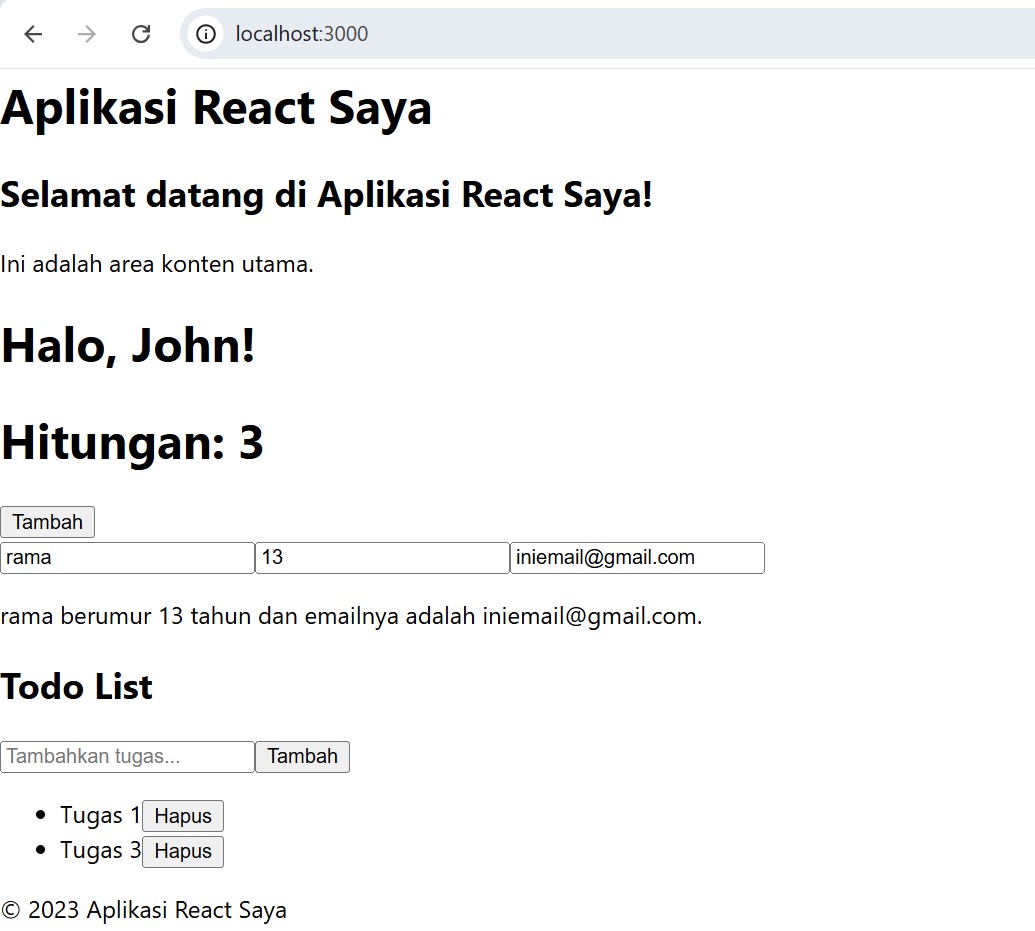 localhost:3000
Aplikasi React Saya
Selamat datang di Aplikasi React Saya!
Ini adalah area konten utama.
Halo, John!
Hitungan: 3
Tambah
rama 13 iniemail@gmail.com
rama berumur 13 tahun dan emailnya adalah iniemail@gmail.com.
Todo List
Tambahkan tugas... Tambah
Tugas 1 Hapus
Tugas 3 Hapus
© 2023 Aplikasi React Saya